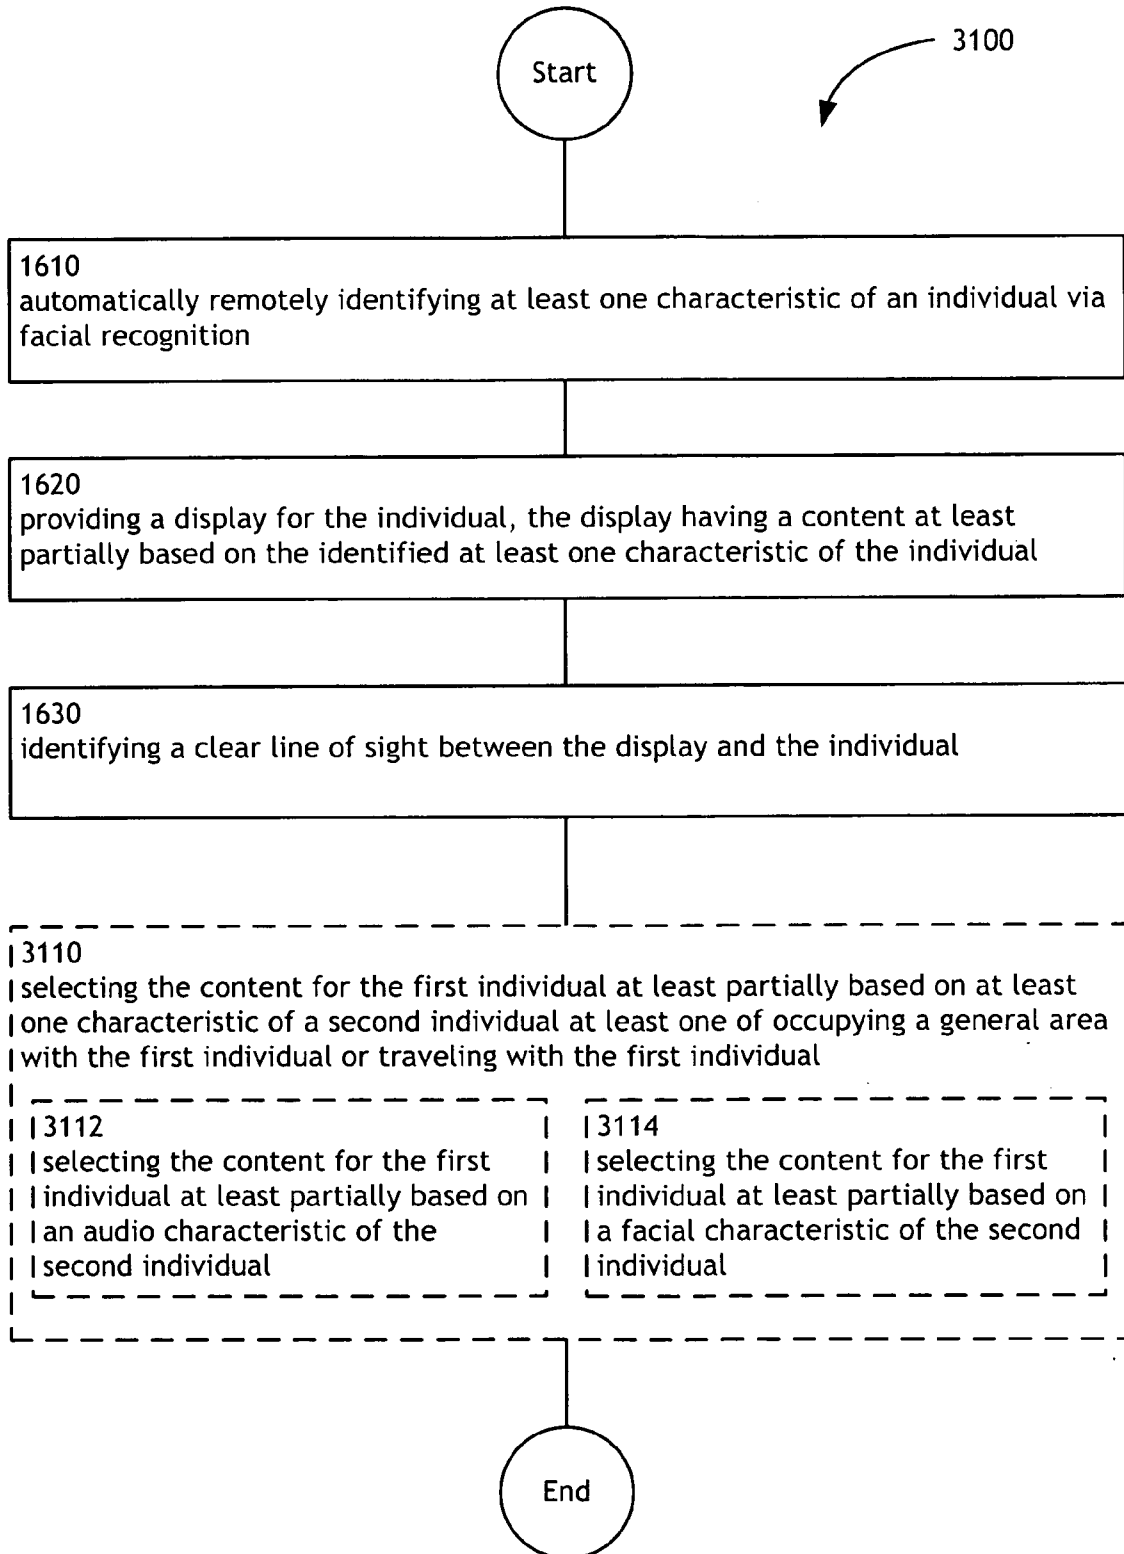 Start
3100
1610
automatically remotely identifying at least one characteristic of an individual via
facial recognition
1620
providing a display for the individual, the display having a content at least
partially based on the identified at least one characteristic of the individual
1630
identifying a clear line of sight between the display and the individual
3110
selecting the content for the first individual at least partially based on at least
one characteristic of a second individual at least one of occupying a general area
with the first individual or traveling with the first individual
3112
selecting the content for the first
individual at least partially based on
an audio characteristic of the
second individual
3114
selecting the content for the first
individual at least partially based on
a facial characteristic of the second
individual
End